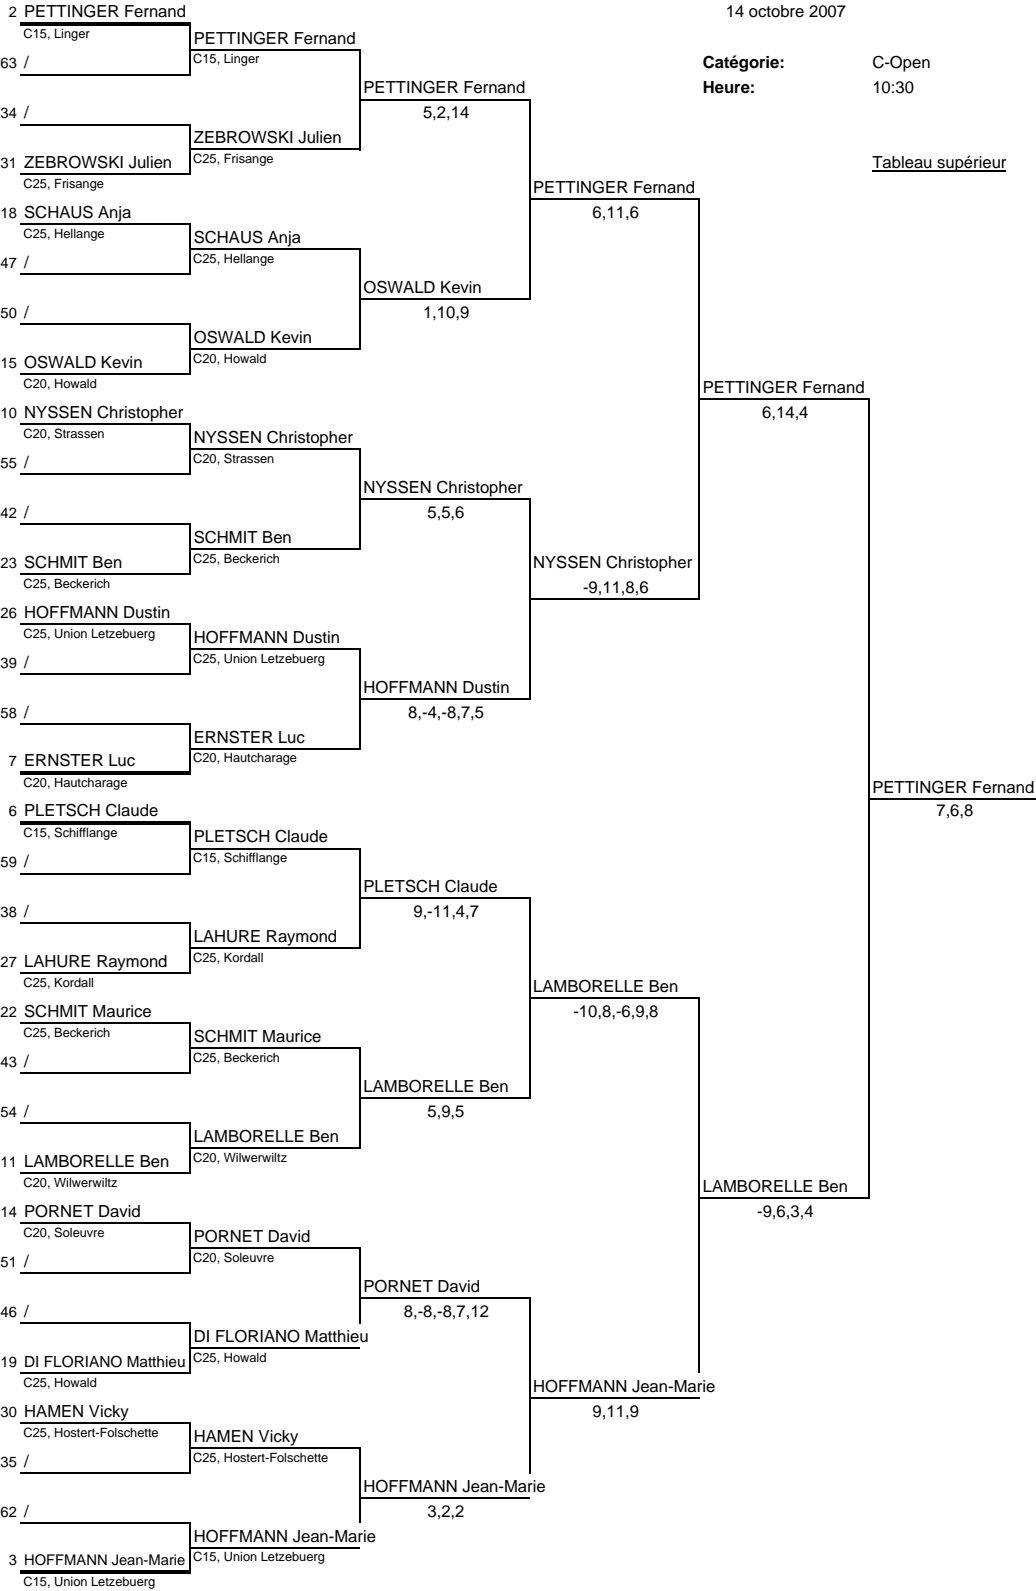 2 PETTINGER Fernand
14 octobre 2007
C15, Linger
PETTINGER Fernand
63 /
C15, Linger
Catégorie: C-Open
PETTINGER Fernand
Heure: 10:30
34 /
5,2,14
ZEBROWSKI Julien
31 ZEBROWSKI Julien
C25, Frisange
Tableau supérieur
C25, Frisange
PETTINGER Fernand
18 SCHAUS Anja
6,11,6
C25, Hellange
SCHAUS Anja
47 /
C25, Hellange
OSWALD Kevin
50 /
1,10,9
OSWALD Kevin
15 OSWALD Kevin
C20, Howald
C20, Howald
PETTINGER Fernand
10 NYSSEN Christopher
6,14,4
C20, Strassen
NYSSEN Christopher
55 /
C20, Strassen
NYSSEN Christopher
42 /
5,5,6
SCHMIT Ben
23 SCHMIT Ben
C25, Beckerich
NYSSEN Christopher
C25, Beckerich
-9,11,8,6
26 HOFFMANN Dustin
C25, Union Letzebuerg
HOFFMANN Dustin
39 /
C25, Union Letzebuerg
HOFFMANN Dustin
58 /
8,-4,-8,7,5
ERNSTER Luc
7 ERNSTER Luc
C20, Hautcharage
C20, Hautcharage
PETTINGER Fernand
6 PLETSCH Claude
7,6,8
C15, Schifflange
PLETSCH Claude
59 /
C15, Schifflange
PLETSCH Claude
38 /
9,-11,4,7
LAHURE Raymond
27 LAHURE Raymond
C25, Kordall
C25, Kordall
LAMBORELLE Ben
22 SCHMIT Maurice
-10,8,-6,9,8
C25, Beckerich
SCHMIT Maurice
43 /
C25, Beckerich
LAMBORELLE Ben
54 /
5,9,5
LAMBORELLE Ben
11 LAMBORELLE Ben
C20, Wilwerwiltz
C20, Wilwerwiltz
LAMBORELLE Ben
14 PORNET David
-9,6,3,4
C20, Soleuvre
PORNET David
51 /
C20, Soleuvre
PORNET David
46 /
8,-8,-8,7,12
DI FLORIANO Matthieu
19 DI FLORIANO Matthieu
C25, Howald
C25, Howald
HOFFMANN Jean-Marie
30 HAMEN Vicky
9,11,9
C25, Hostert-Folschette
HAMEN Vicky
35 /
C25, Hostert-Folschette
HOFFMANN Jean-Marie
62 /
3,2,2
HOFFMANN Jean-Marie
3 HOFFMANN Jean-Marie
C15, Union Letzebuerg
C15, Union Letzebuerg